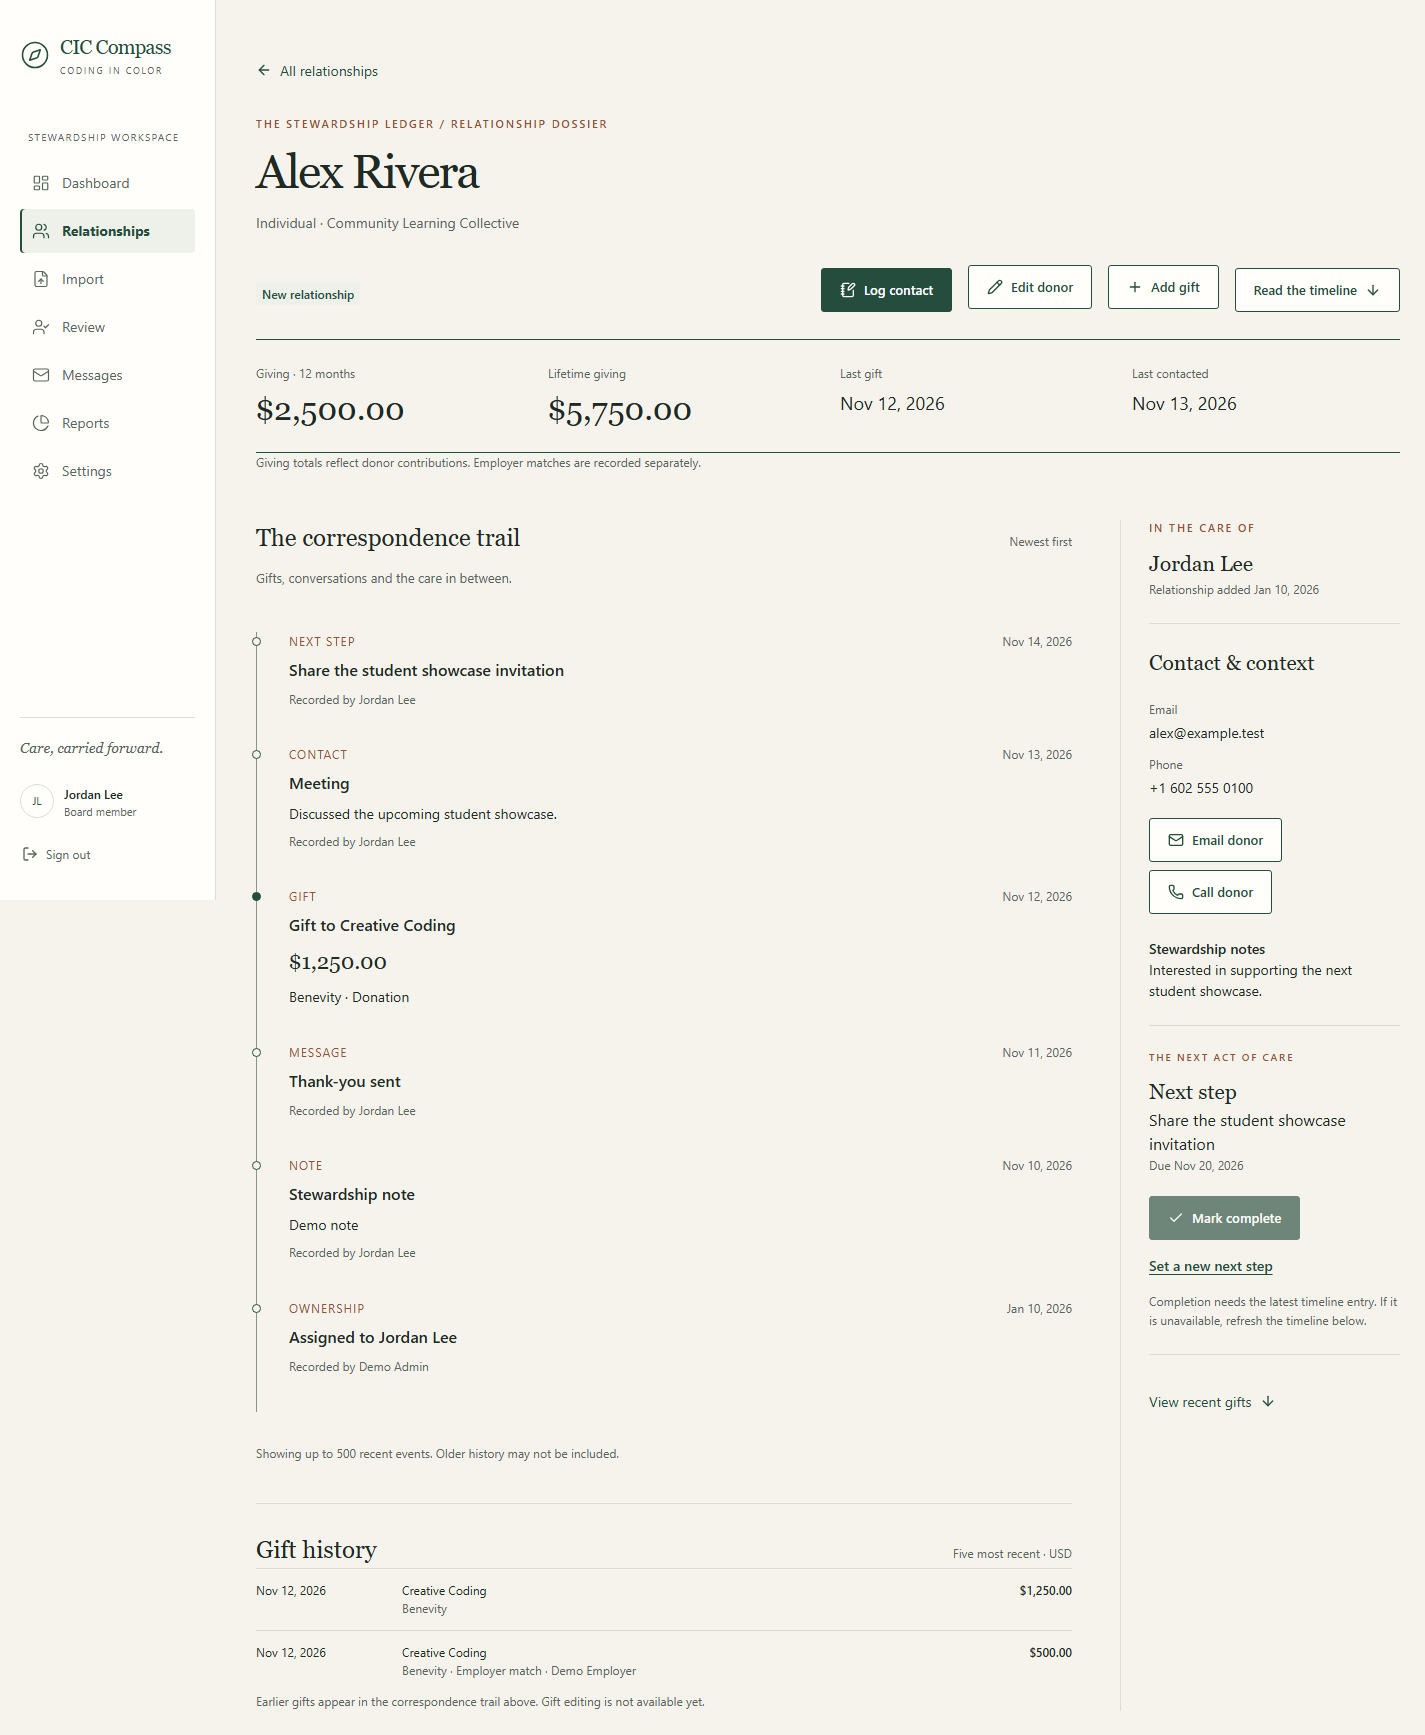 CIC Compass
CODING IN COLOR
STEWARDSHIP WORKSPACE
Dashboard
Relationships
Import
Review
Messages
Reports
Settings
Care, carried forward.
JL
Jordan Lee
Board member
Sign out
All relationships
THE STEWARDSHIP LEDGER / RELATIONSHIP DOSSIER
Alex Rivera
Individual · Community Learning Collective
New relationship
Log contact
Edit donor
Add gift
Read the timeline
Giving · 12 months
$2,500.00
Lifetime giving
$5,750.00
Last gift
Nov 12, 2026
Last contacted
Nov 13, 2026
Giving totals reflect donor contributions. Employer matches are recorded separately.
The correspondence trail
Newest first
Gifts, conversations and the care in between.
NEXT STEP
Nov 14, 2026
Share the student showcase invitation
Recorded by Jordan Lee
CONTACT
Nov 13, 2026
Meeting
Discussed the upcoming student showcase.
Recorded by Jordan Lee
GIFT
Nov 12, 2026
Gift to Creative Coding
$1,250.00
Benevity · Donation
MESSAGE
Nov 11, 2026
Thank-you sent
Recorded by Jordan Lee
NOTE
Nov 10, 2026
Stewardship note
Demo note
Recorded by Jordan Lee
OWNERSHIP
Jan 10, 2026
Assigned to Jordan Lee
Recorded by Demo Admin
Showing up to 500 recent events. Older history may not be included.
Gift history
Five most recent · USD
Nov 12, 2026
Creative Coding
$1,250.00
Benevity
Nov 12, 2026
Creative Coding
$500.00
Benevity · Employer match · Demo Employer
Earlier gifts appear in the correspondence trail above. Gift editing is not available yet.
IN THE CARE OF
Jordan Lee
Relationship added Jan 10, 2026
Contact & context
Email
alex@example.test
Phone
+1 602 555 0100
Email donor
Call donor
Stewardship notes
Interested in supporting the next
student showcase.
THE NEXT ACT OF CARE
Next step
Share the student showcase
invitation
Due Nov 20, 2026
Mark complete
Set a new next step
Completion needs the latest timeline entry. If it
is unavailable, refresh the timeline below.
View recent gifts